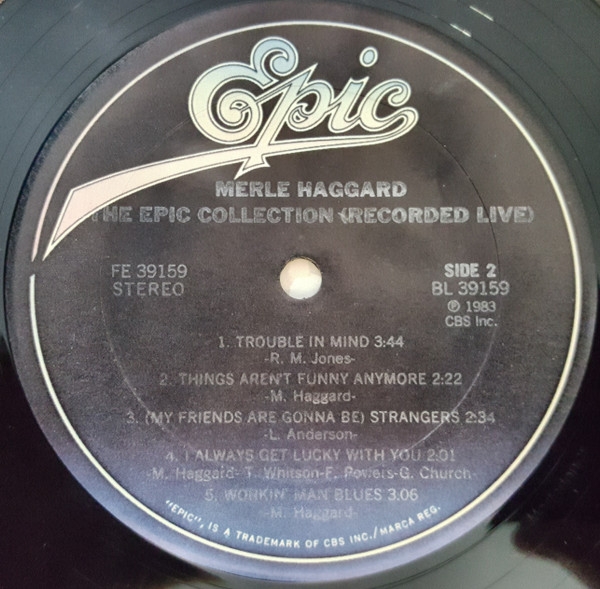 Epic
MERLE HAGGARD
THE EPIC COLLECTION (RECORDED LIVE)
FE 39159
STEREO
SIDE 2
BL 39159
℗ 1983
CBS Inc.
1. TROUBLE IN MIND 3:44
-R. M. Jones-
2. THINGS AREN'T FUNNY ANYMORE 2:22
-M. Haggard-
3. (MY FRIENDS ARE GONNA BE) STRANGERS 2:34
-L. Anderson-
4. I ALWAYS GET LUCKY WITH YOU 2:01
-M. Haggard- T. Whitson-F. Powers-G. Church-
5. WORKIN' MAN BLUES 3.06
-M. Haggard-
"EPIC", IS A TRADEMARK OF CBS INC./MARCA REG.